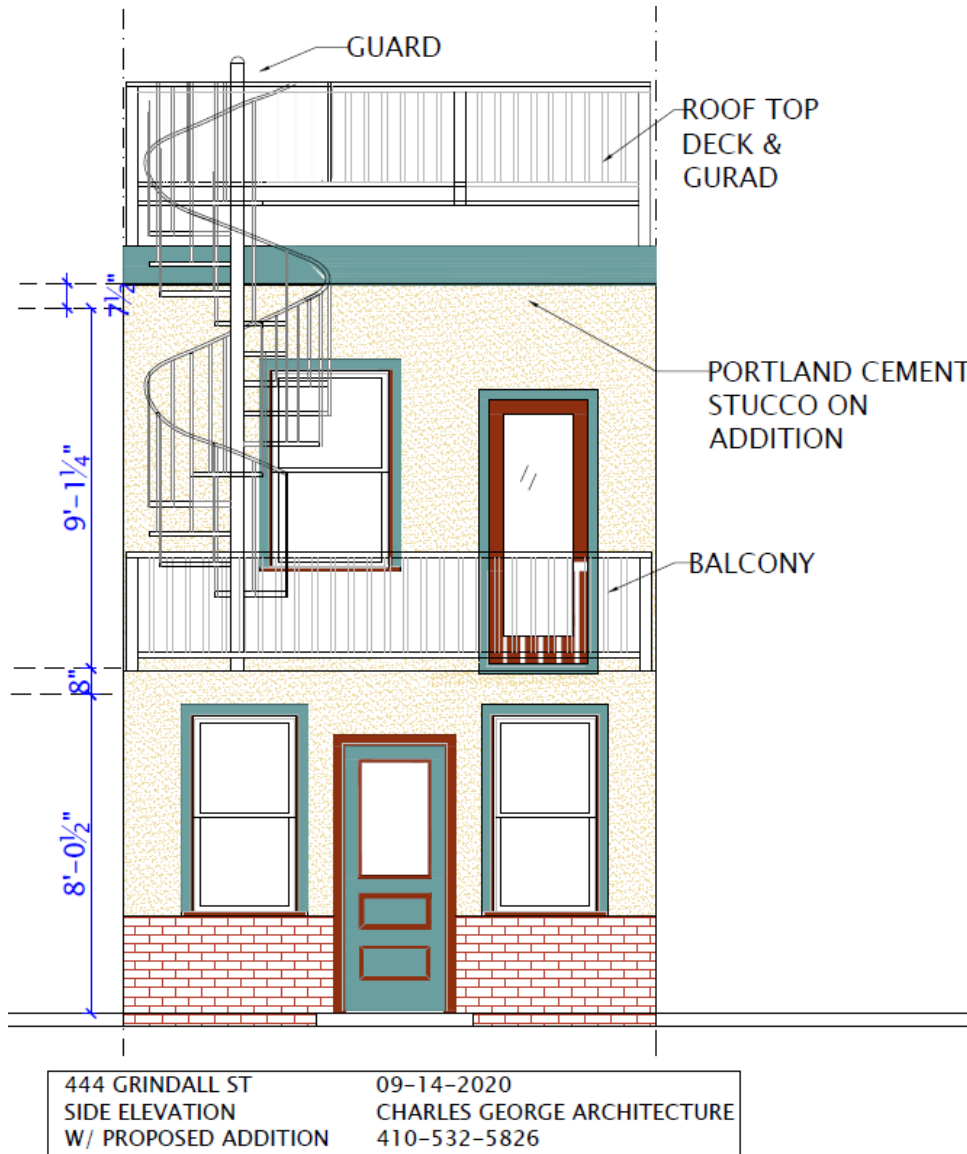 GUARD
ROOF TOP
DECK &
GURAD
7½"
PORTLAND CEMENT
STUCCO ON
ADDITION
9'-1¼"
BALCONY
8"
8'-0½"
444 GRINDALL ST 09-14-2020
SIDE ELEVATION CHARLES GEORGE ARCHITECTURE
W/ PROPOSED ADDITION 410-532-5826